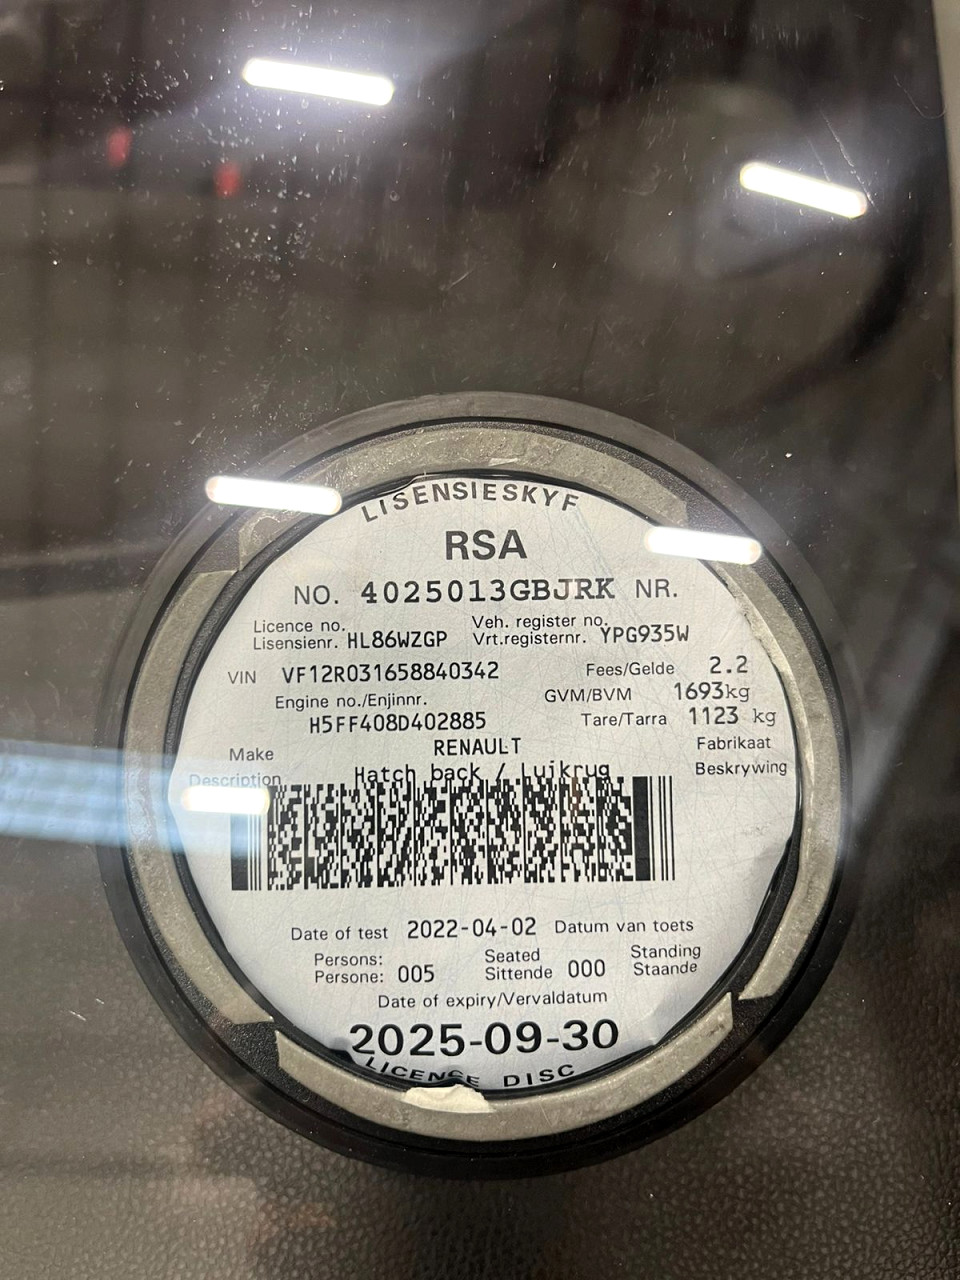 LISENSIESKYF
RSA
NO. 4025013GBJRK NR.
Licence no. Veh. register no.
Lisensienr. HL86WZGP Vrt.registernr. YPG935W
VIN VF12R031658840342 Fees/Gelde 2.2
Engine no./Enjinnr. GVM/BVM 1693kg
H5FF408D402885 Tare/Tarra 1123 kg
Make RENAULT Fabrikaat
Description Hatch back / Luikrug Beskrywing
Date of test 2022-04-02 Datum van toets
Persons: Seated Standing
Persone: 005 Sittende 000 Staande
Date of expiry/Vervaldatum
2025-09-30
LICENSE DISC